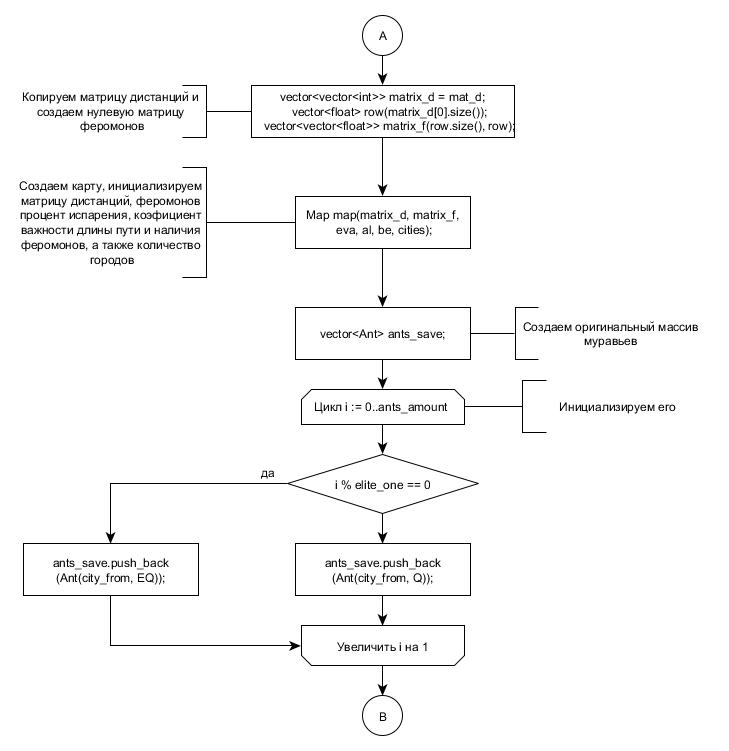 A
Копируем матрицу дистанций и
создаем нулевую матрицу
феромонов
vector<vector<int>> matrix_d = mat_d;
vector<float> row(matrix_d[0].size());
vector<vector<float>> matrix_f(row.size(), row);
Создаем карту, инициализируем
матрицу дистанций, феромонов
процент испарения, коэфициент
важности длины пути и наличия
феромонов, а также количество
городов
Map map(matrix_d, matrix_f,
eva, al, be, cities);
vector<Ant> ants_save;
Создаем оригинальный массив
муравьев
Цикл i := 0..ants_amount
Инициализируем его
i % elite_one == 0
да
ants_save.push_back
(Ant(city_from, EQ));
ants_save.push_back
(Ant(city_from, Q));
Увеличить i на 1
B